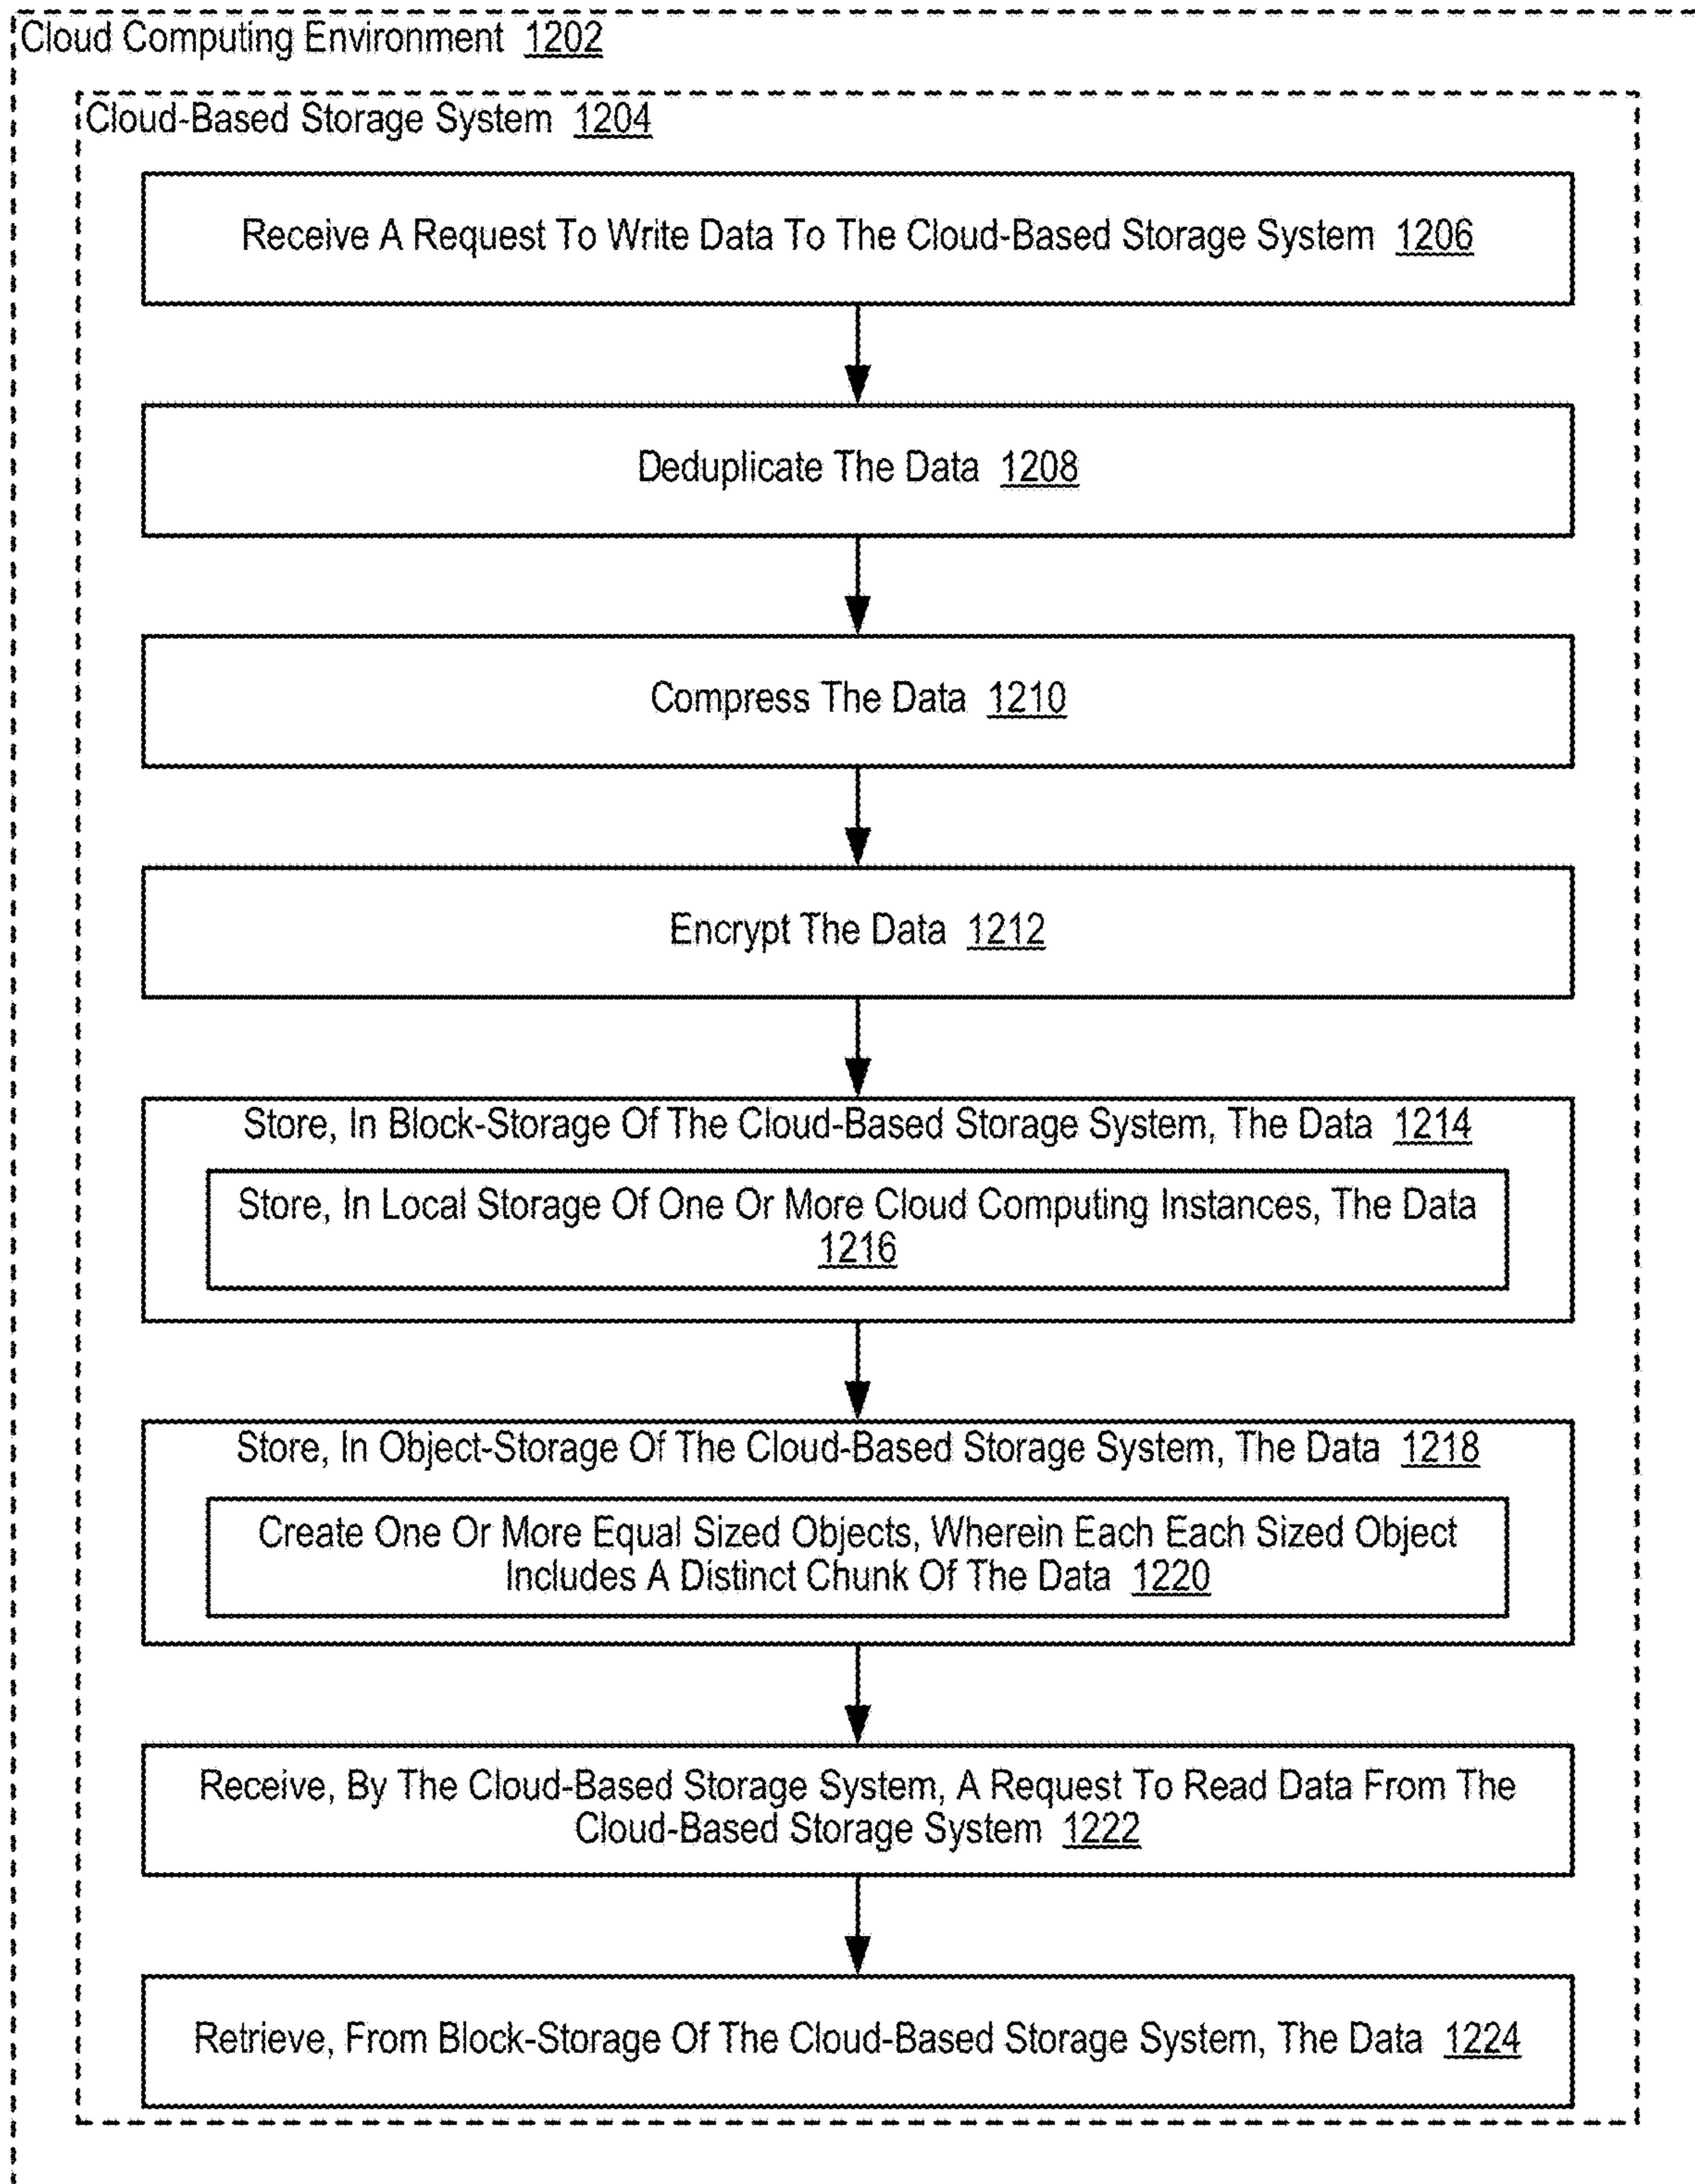 Cloud Computing Environment 1202
Cloud-Based Storage System 1204
Receive A Request To Write Data To The Cloud-Based Storage System 1206
Deduplicate The Data 1208
Compress The Data 1210
Encrypt The Data 1212
Store, In Block-Storage Of The Cloud-Based Storage System, The Data 1214
Store, In Local Storage Of One Or More Cloud Computing Instances, The Data
1216
Store, In Object-Storage Of The Cloud-Based Storage System, The Data 1218
Create One Or More Equal Sized Objects, Wherein Each Each Sized Object
Includes A Distinct Chunk Of The Data 1220
Receive, By The Cloud-Based Storage System, A Request To Read Data From The
Cloud-Based Storage System 1222
Retrieve, From Block-Storage Of The Cloud-Based Storage System, The Data 1224